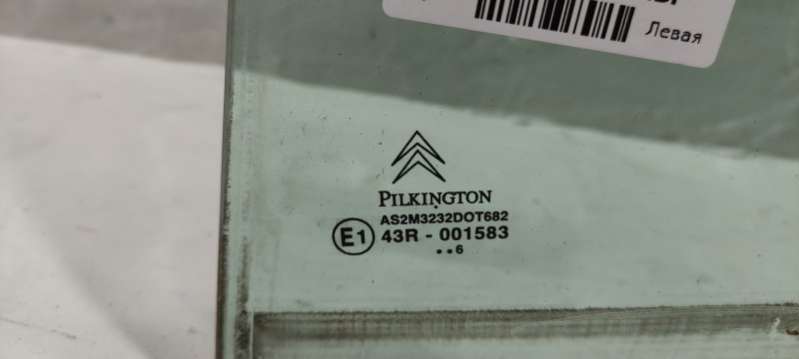 Левая
PILKINGTON
AS2M3232DOT682
E1 43R - 001583
..6